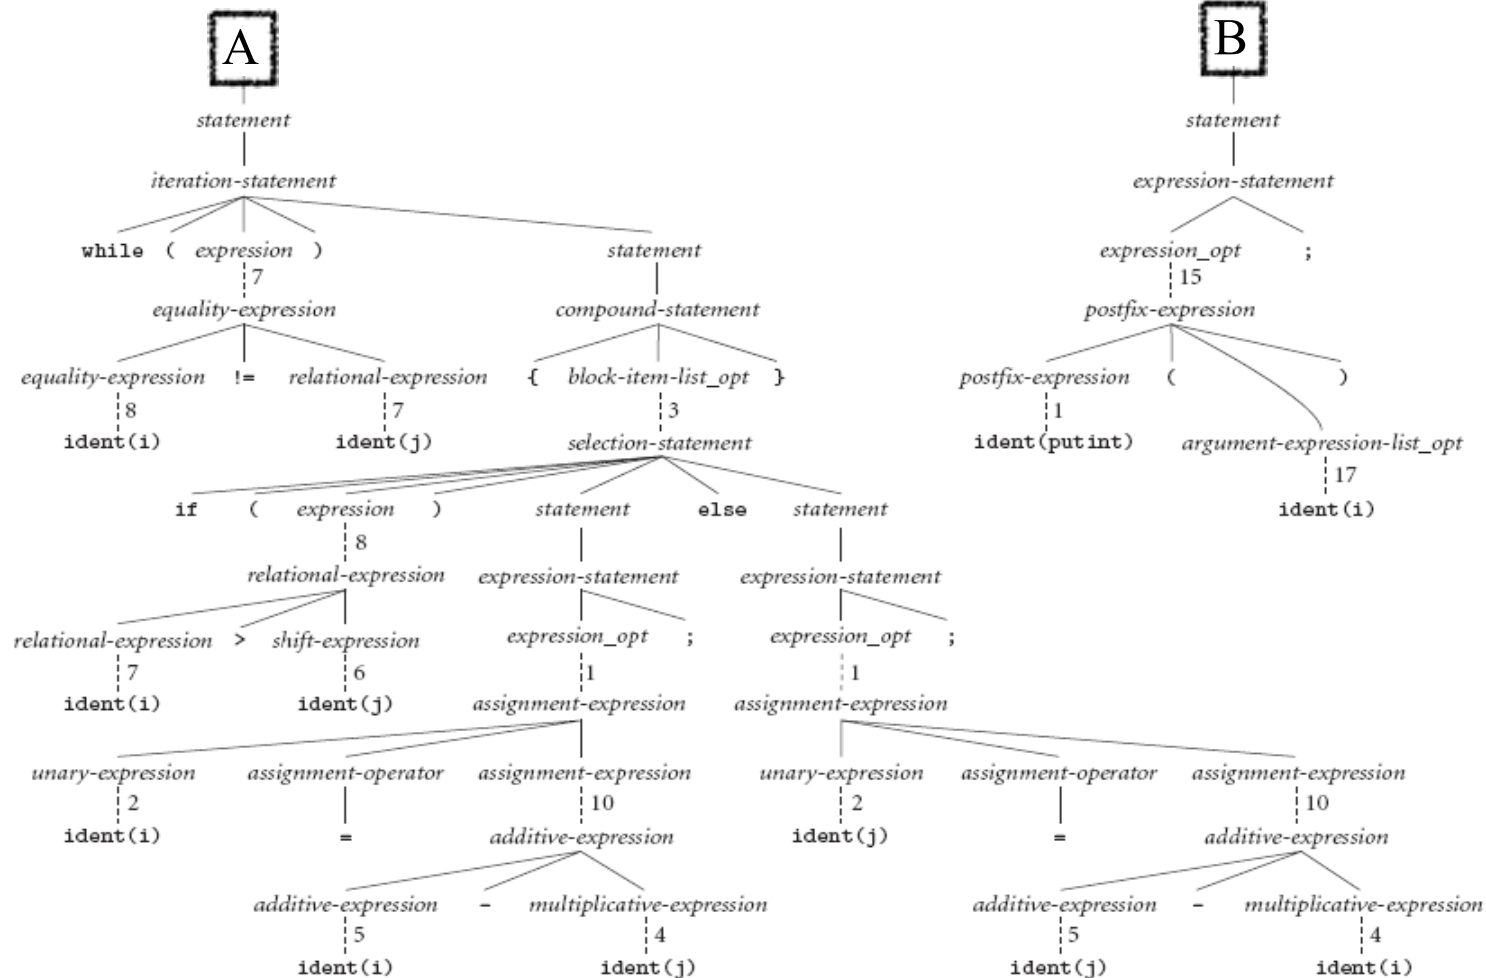 A B
statement statement
iteration-statement expression-statement
while ( expression ) statement expression_opt ;
7 15
equality-expression compound-statement postfix-expression
equality-expression != relational-expression { block-item-list_opt } postfix-expression ( )
8 7 3 1
ident(i) ident(j) selection-statement ident(putint) argument-expression-list_opt
17
if ( expression ) statement else statement ident(i)
8
relational-expression expression-statement expression-statement
relational-expression > shift-expression expression_opt ; expression_opt ;
7 6 1 1
ident(i) ident(j) assignment-expression assignment-expression
unary-expression assignment-operator assignment-expression unary-expression assignment-operator assignment-expression
2 10 2 10
ident(i) = additive-expression ident(j) = additive-expression
additive-expression - multiplicative-expression additive-expression - multiplicative-expression
5 4 5 4
ident(i) ident(j) ident(j) ident(i)